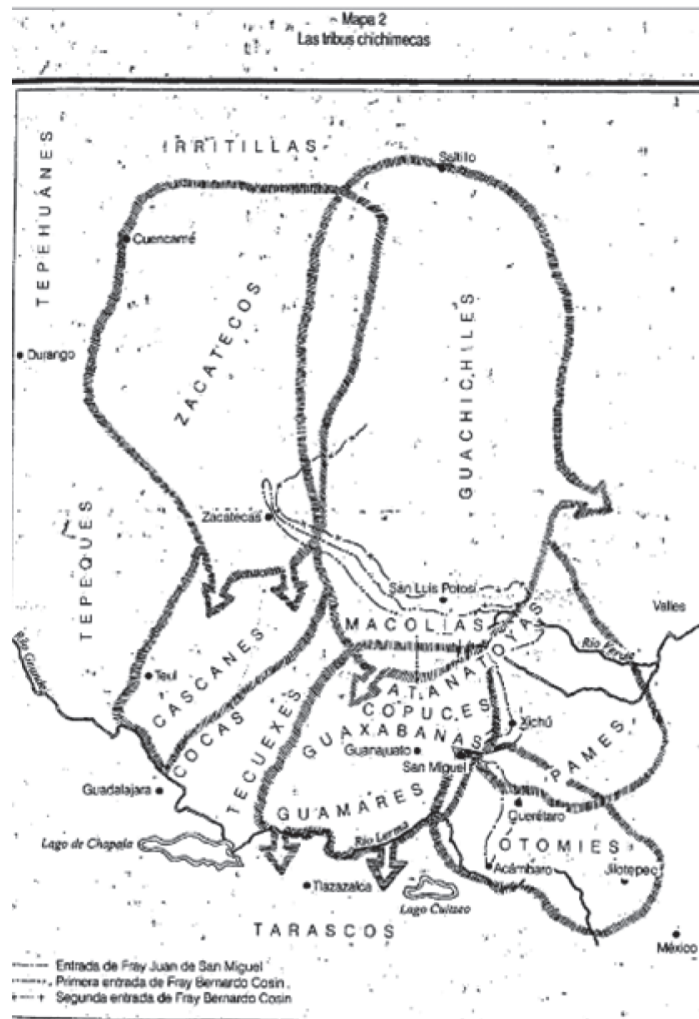 Mapa 2
Las tribus chichimecas
IRRITILLAS
TEPEHUÁNES
Saltillo
Cuencamé
Durango
ZACATECOS
GUACHICHILES
Zacatecas
TEPEQUES
San Luis Potosí
Valles
MACOLIAS
Río Verde
Río Grande
Teul
CASCANES
ATANATOYAS
COPUCES
GUAXABANAS
Xichú
COCAS
TECUEXES
Guanajuato
San Miguel
PAMES
Guadalajara
GUAMARES
Querétaro
Lago de Chapala
Río Lerma
OTOMIES
Acámbaro
Jilotepec
Tlazazalca
Lago Cuitzeo
TARASCOS
México
Entrada de Fray Juan de San Miguel
Primera entrada de Fray Bernardo Cosin
Segunda entrada de Fray Bernardo Cosin